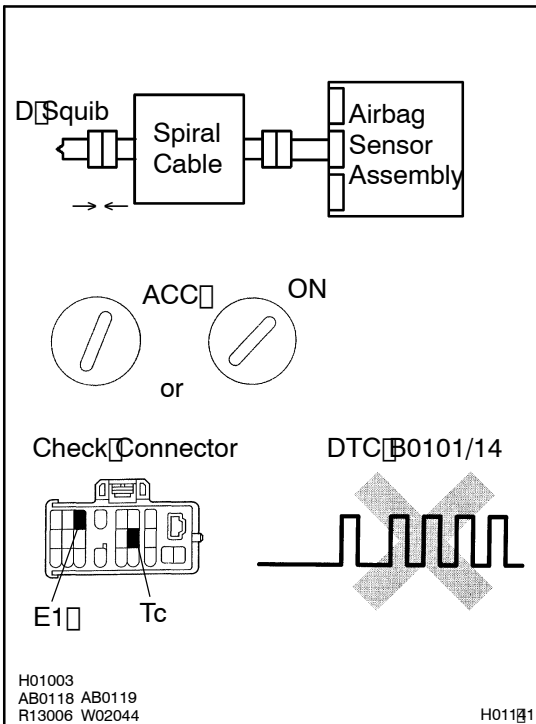 D▯Squib
Spiral
Cable
Airbag
Sensor
Assembly
ACC▯
ON
or
Check▯Connector
DTC▯B0101/14
E1▯
Tc
H01003
AB0118 AB0119
R13006 W02044
H01141